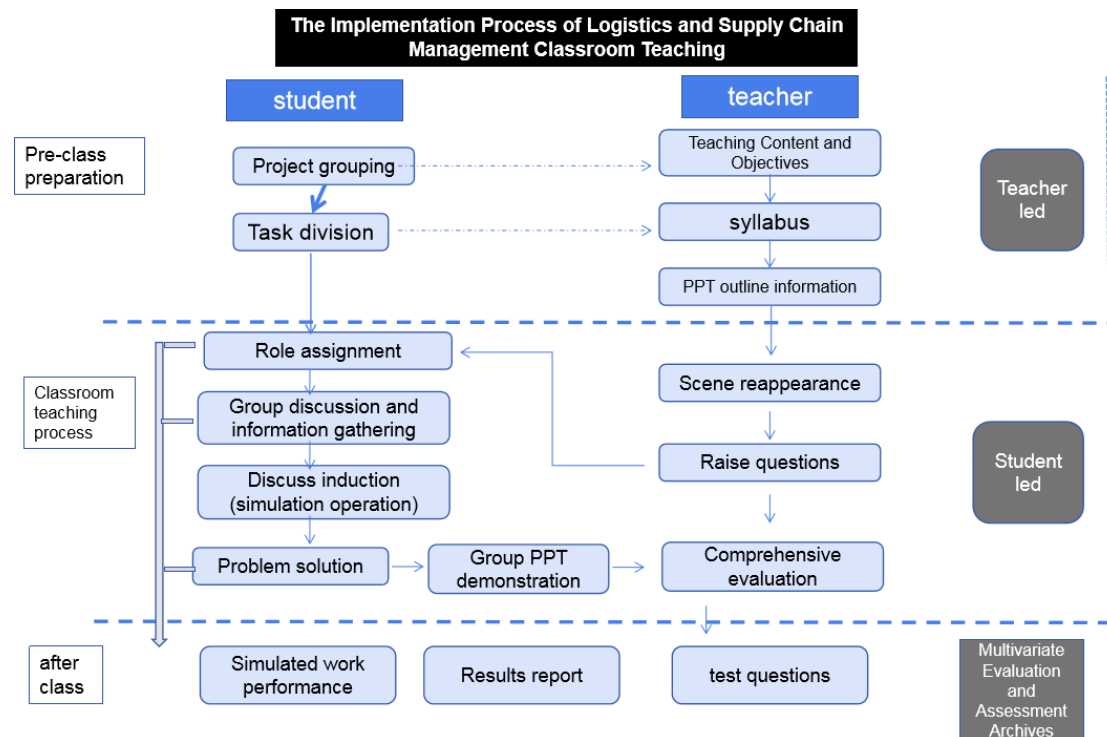 The Implementation Process of Logistics and Supply Chain
Management Classroom Teaching
student
teacher
Pre-class
preparation
Project grouping
Teaching Content and
Objectives
Teacher
led
Task division
syllabus
PPT outline information
Classroom
teaching
process
Role assignment
Scene reappearance
Group discussion and
information gathering
Raise questions
Student
led
Discuss induction
(simulation operation)
Problem solution
Group PPT
demonstration
Comprehensive
evaluation
after
class
Simulated work
performance
Results report
test questions
Multivariate
Evaluation
and
Assessment
Archives